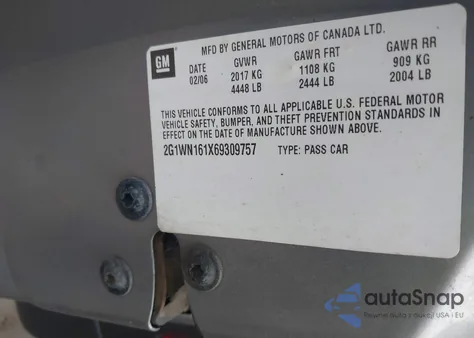 MFD BY GENERAL MOTORS OF CANADA LTD.
GM
DATE GVWR GAWR FRT GAWR RR
02/06 2017 KG 1108 KG 909 KG
4448 LB 2444 LB 2004 LB
THIS VEHICLE CONFORMS TO ALL APPLICABLE U.S. FEDERAL MOTOR
VEHICLE SAFETY, BUMPER, AND THEFT PREVENTION STANDARDS IN
EFFECT ON THE DATE OF MANUFACTURE SHOWN ABOVE.
2G1WN161X69309757 TYPE: PASS CAR
autoSnap